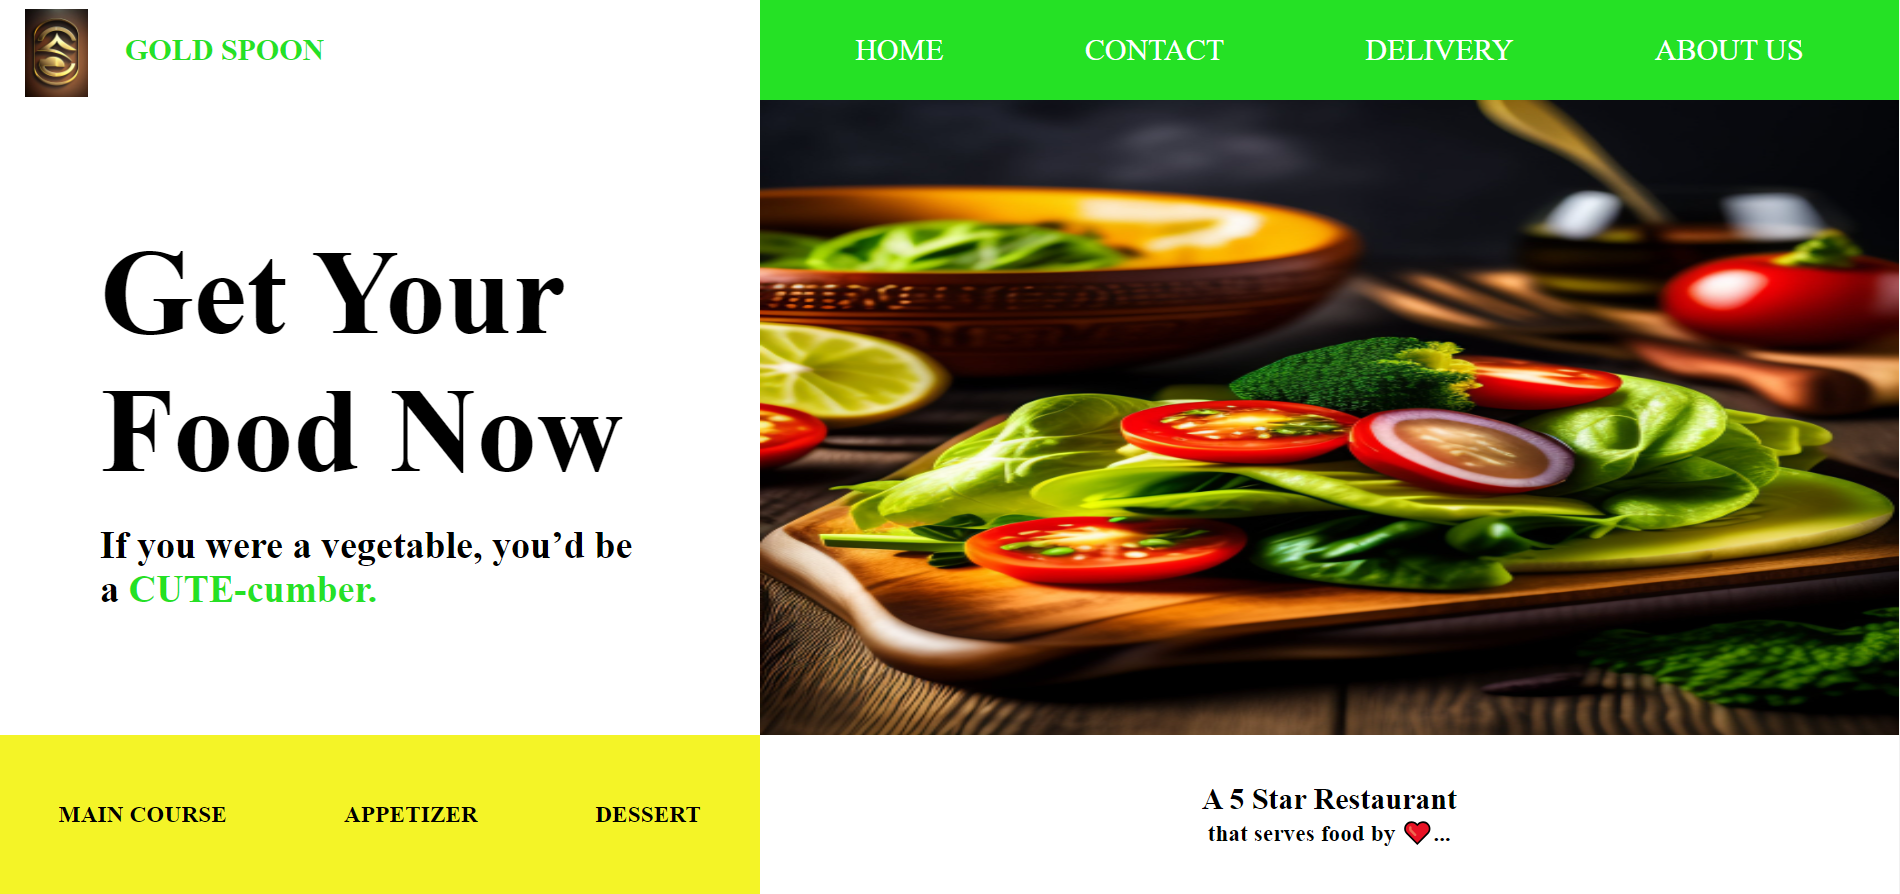 GOLD SPOON
HOME
CONTACT
DELIVERY
ABOUT US
Get Your
Food Now
If you were a vegetable, you’d be
a CUTE-cumber.
MAIN COURSE
APPETIZER
DESSERT
A 5 Star Restaurant
that serves food by ❤️...